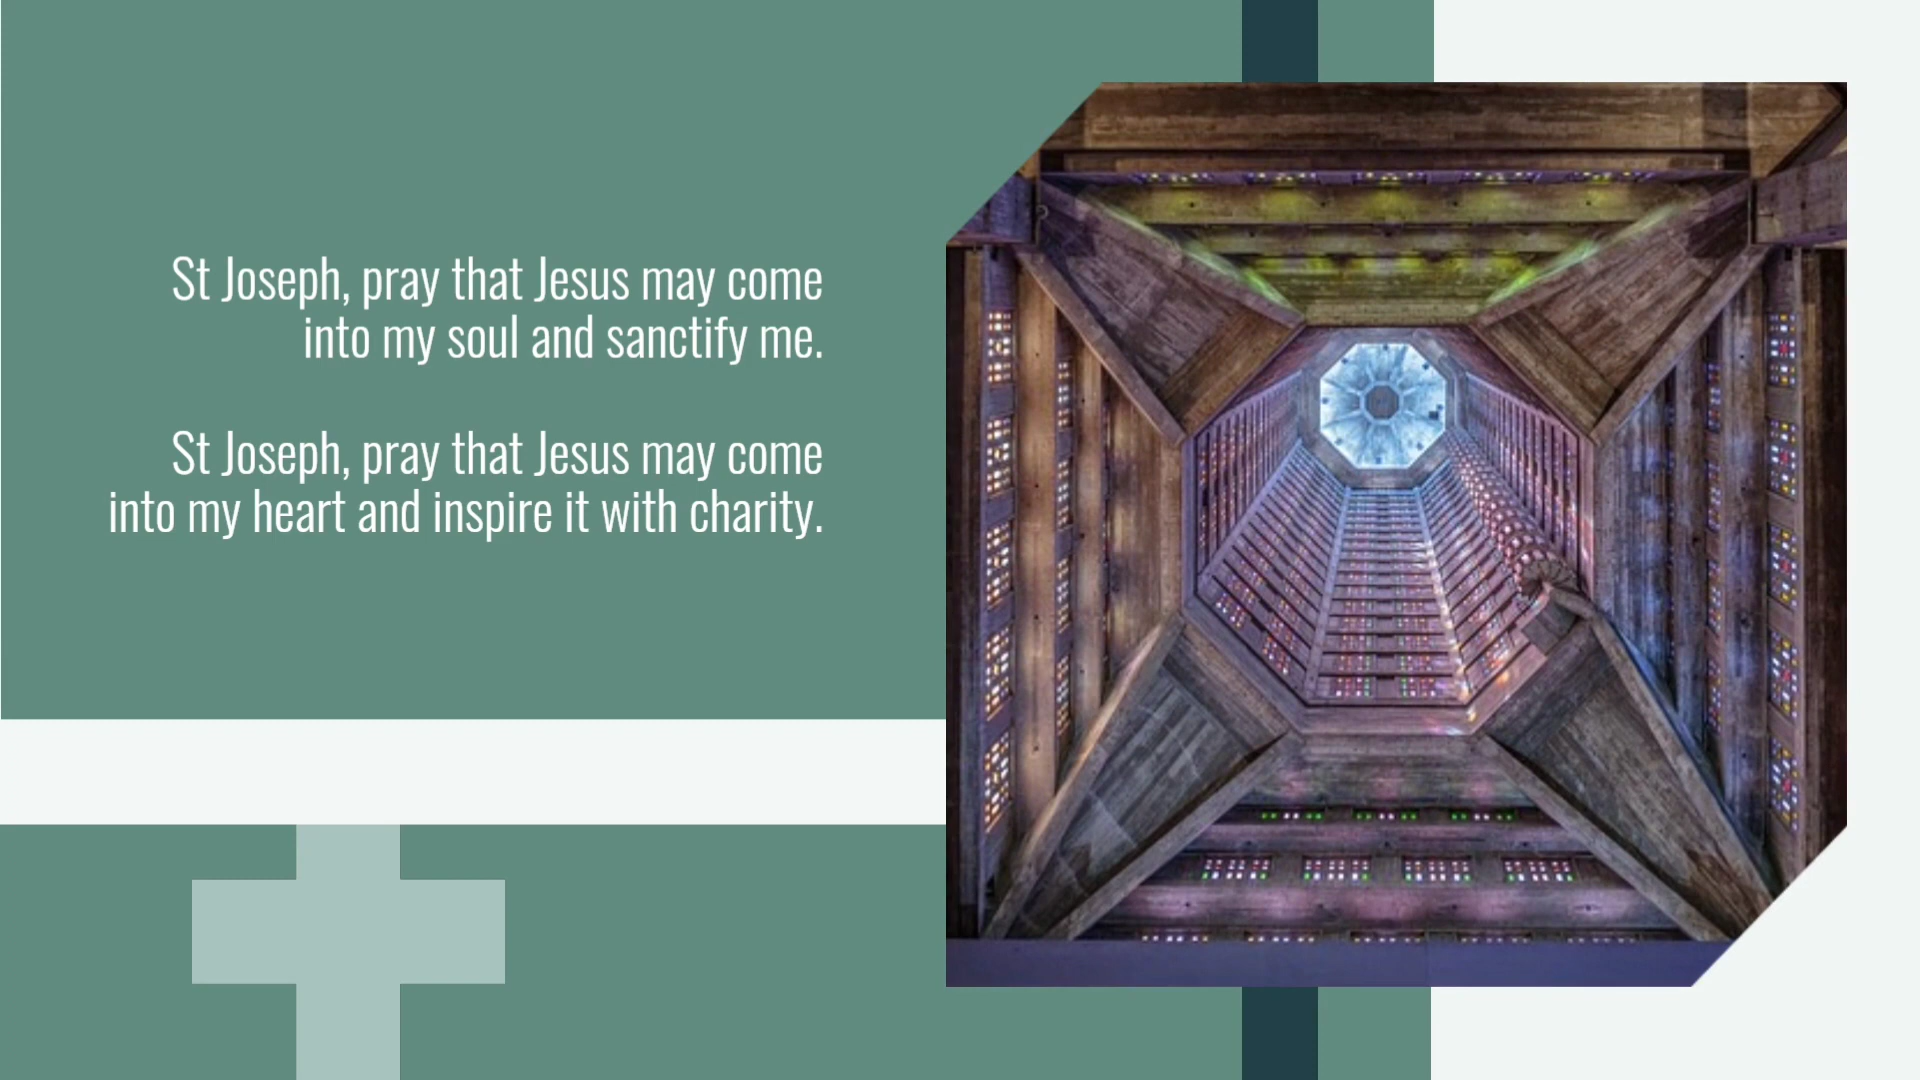 St Joseph, pray that Jesus may come
into my soul and sanctify me.
St Joseph, pray that Jesus may come
into my heart and inspire it with charity.